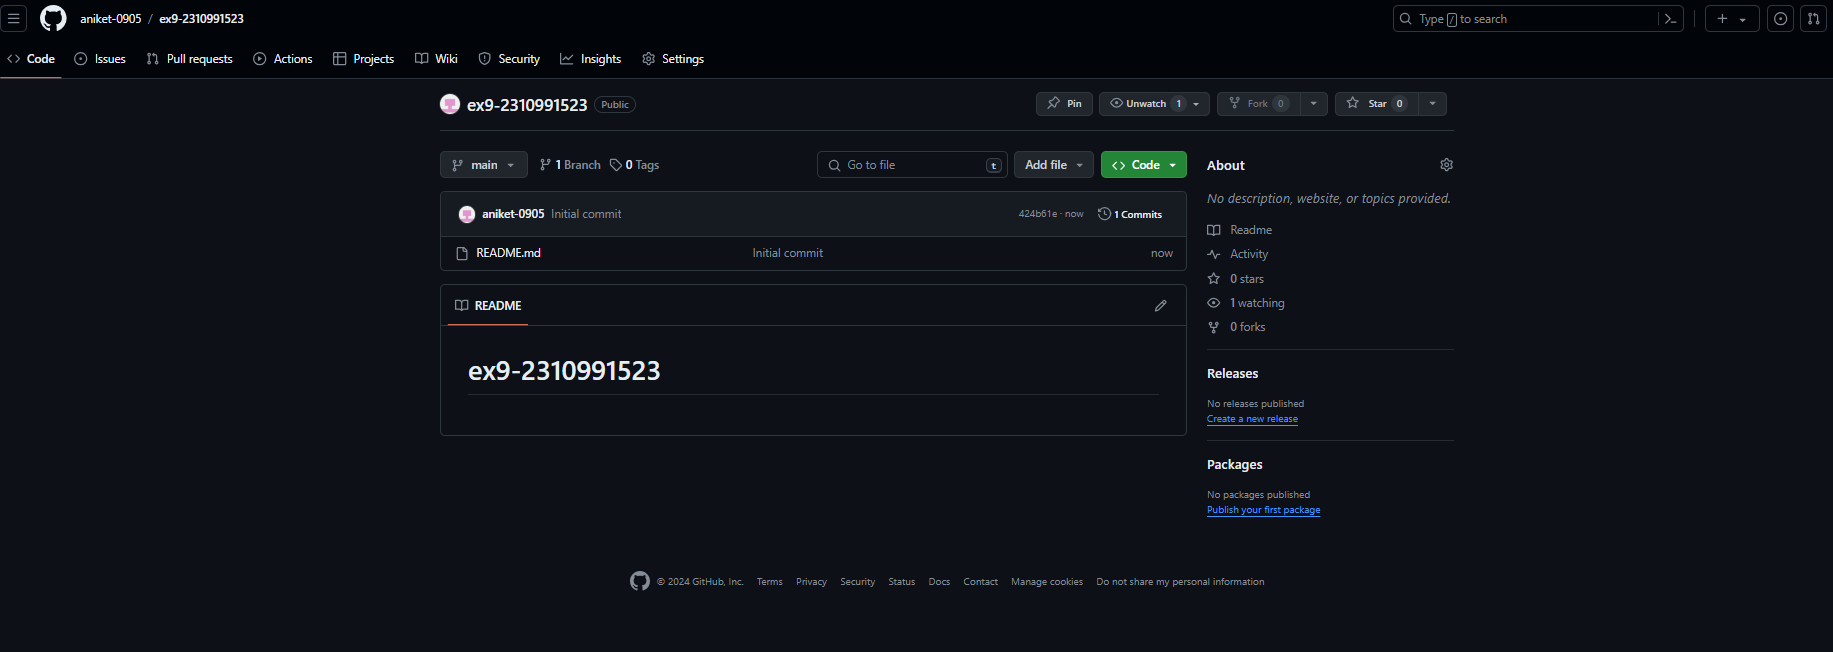 aniket-0905 / ex9-2310991523 Type / to search
Code Issues Pull requests Actions Projects Wiki Security Insights Settings
ex9-2310991523 Public Pin Unwatch 1 Fork 0 Star 0
main 1 Branch 0 Tags Go to file t Add file Code
aniket-0905 Initial commit 424b61e · now 1 Commits
README.md Initial commit now
README
ex9-2310991523
About
No description, website, or topics provided.
Readme
Activity
0 stars
1 watching
0 forks
Releases
No releases published
Create a new release
Packages
No packages published
Publish your first package
© 2024 GitHub, Inc. Terms Privacy Security Status Docs Contact Manage cookies Do not share my personal information